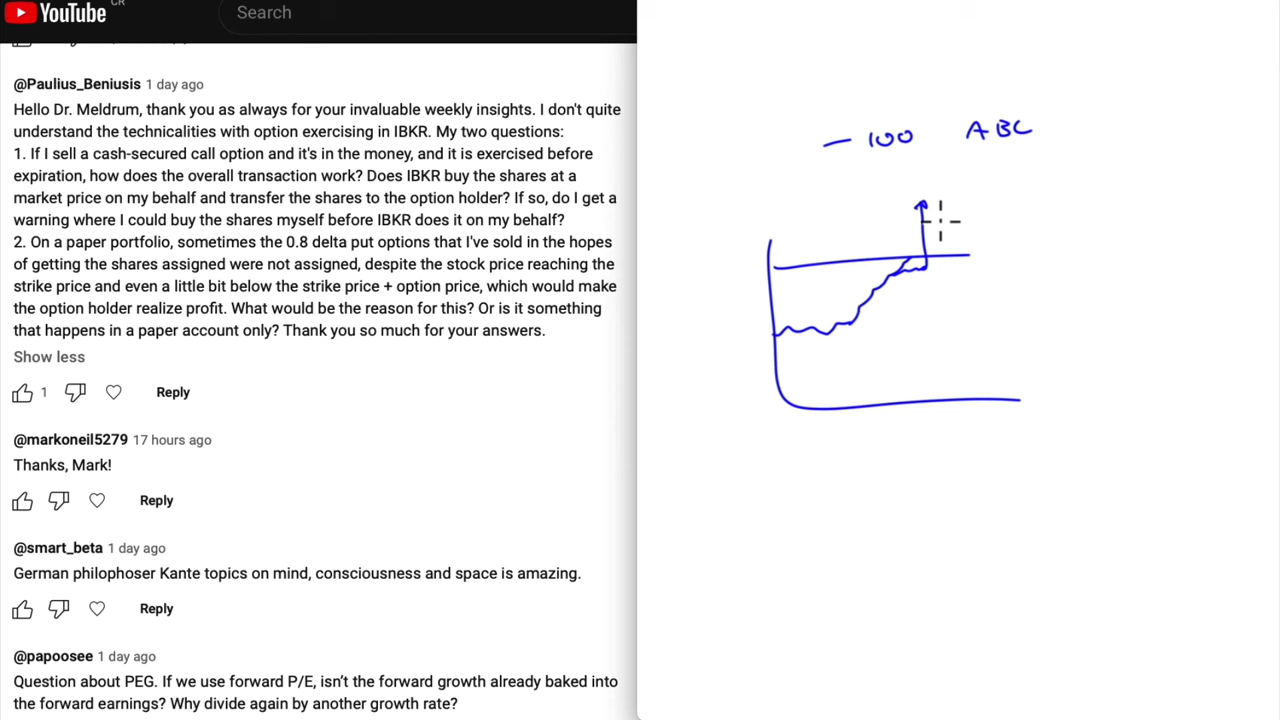 CR
YouTube
Search
@Paulius_Beniusis 1 day ago
Hello Dr. Meldrum, thank you as always for your invaluable weekly insights. I don't quite
understand the technicalities with option exercising in IBKR. My two questions:
1. If I sell a cash-secured call option and it's in the money, and it is exercised before
expiration, how does the overall transaction work? Does IBKR buy the shares at a
market price on my behalf and transfer the shares to the option holder? If so, do I get a
warning where I could buy the shares myself before IBKR does it on my behalf?
2. On a paper portfolio, sometimes the 0.8 delta put options that I've sold in the hopes
of getting the shares assigned were not assigned, despite the stock price reaching the
strike price and even a little bit below the strike price + option price, which would make
the option holder realize profit. What would be the reason for this? Or is it something
that happens in a paper account only? Thank you so much for your answers.
Show less
1 Reply
@markoneil5279 17 hours ago
Thanks, Mark!
Reply
@smart_beta 1 day ago
German philophoser Kante topics on mind, consciousness and space is amazing.
Reply
@papoosee 1 day ago
Question about PEG. If we use forward P/E, isn't the forward growth already baked into
the forward earnings? Why divide again by another growth rate?
— 100 ABC